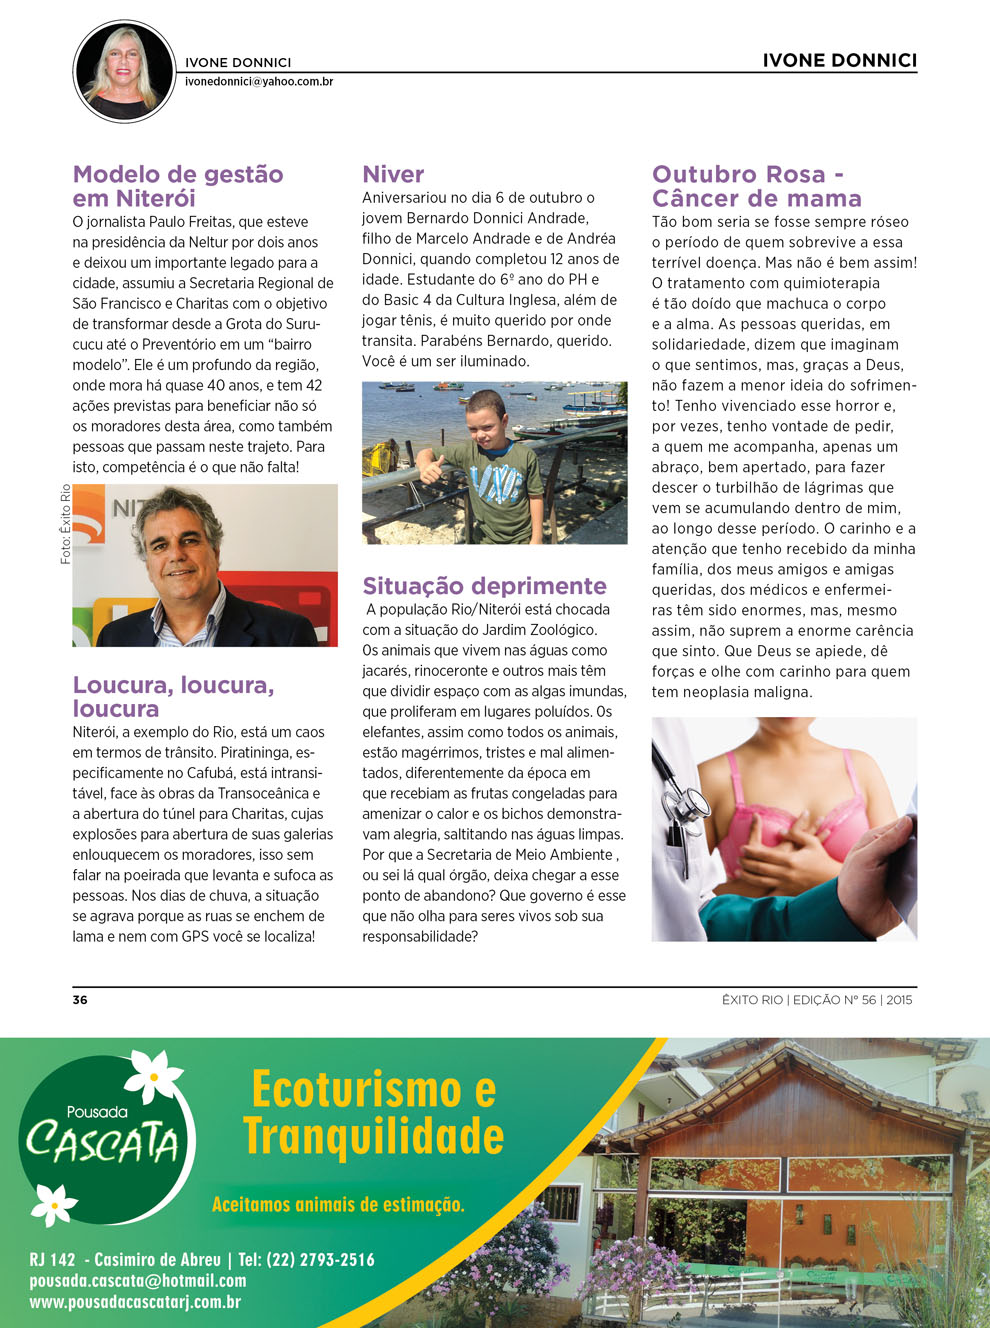 IVONE DONNICI
ivonedonnici@yahoo.com.br
IVONE DONNICI
Modelo de gestão
em Niterói
O jornalista Paulo Freitas, que esteve
na presidência da Neltur por dois anos
e deixou um importante legado para a
cidade, assumiu a Secretaria Regional de
São Francisco e Charitas com o objetivo
de transformar desde a Grota do Suru-
cucu até o Preventório em um “bairro
modelo”. Ele é um profundo da região,
onde mora há quase 40 anos, e tem 42
ações previstas para beneficiar não só
os moradores desta área, como também
pessoas que passam neste trajeto. Para
isto, competência é o que não falta!
Foto: Êxito Rio
NIT
Loucura, loucura,
loucura
Niterói, a exemplo do Rio, está um caos
em termos de trânsito. Piratininga, es-
pecificamente no Cafubá, está intransi-
tável, face às obras da Transoceânica e
a abertura do túnel para Charitas, cujas
explosões para abertura de suas galerias
enlouquecem os moradores, isso sem
falar na poeirada que levanta e sufoca as
pessoas. Nos dias de chuva, a situação
se agrava porque as ruas se enchem de
lama e nem com GPS você se localiza!
Niver
Aniversariou no dia 6 de outubro o
jovem Bernardo Donnici Andrade,
filho de Marcelo Andrade e de Andréa
Donnici, quando completou 12 anos de
idade. Estudante do 6º ano do PH e
do Basic 4 da Cultura Inglesa, além de
jogar tênis, é muito querido por onde
transita. Parabéns Bernardo, querido.
Você é um ser iluminado.
Situação deprimente
A população Rio/Niterói está chocada
com a situação do Jardim Zoológico.
Os animais que vivem nas águas como
jacarés, rinoceronte e outros mais têm
que dividir espaço com as algas imundas,
que proliferam em lugares poluídos. Os
elefantes, assim como todos os animais,
estão magérrimos, tristes e mal alimen-
tados, diferentemente da época em
que recebiam as frutas congeladas para
amenizar o calor e os bichos demonstra-
vam alegria, saltitando nas águas limpas.
Por que a Secretaria de Meio Ambiente ,
ou sei lá qual órgão, deixa chegar a esse
ponto de abandono? Que governo é esse
que não olha para seres vivos sob sua
responsabilidade?
Outubro Rosa -
Câncer de mama
Tão bom seria se fosse sempre róseo
o período de quem sobrevive a essa
terrível doença. Mas não é bem assim!
O tratamento com quimioterapia
é tão doído que machuca o corpo
e a alma. As pessoas queridas, em
solidariedade, dizem que imaginam
o que sentimos, mas, graças a Deus,
não fazem a menor ideia do sofrimen-
to! Tenho vivenciado esse horror e,
por vezes, tenho vontade de pedir,
a quem me acompanha, apenas um
abraço, bem apertado, para fazer
descer o turbilhão de lágrimas que
vem se acumulando dentro de mim,
ao longo desse período. O carinho e a
atenção que tenho recebido da minha
família, dos meus amigos e amigas
queridas, dos médicos e enfermei-
ras têm sido enormes, mas, mesmo
assim, não suprem a enorme carência
que sinto. Que Deus se apiede, dê
forças e olhe com carinho para quem
tem neoplasia maligna.
36
ÊXITO RIO | EDIÇÃO Nº 56 | 2015
Pousada
CASCATA
Ecoturismo e
Tranquilidade
Aceitamos animais de estimação.
RJ 142 - Casimiro de Abreu | Tel: (22) 2793-2516
pousada.cascata@hotmail.com
www.pousadacascatarj.com.br